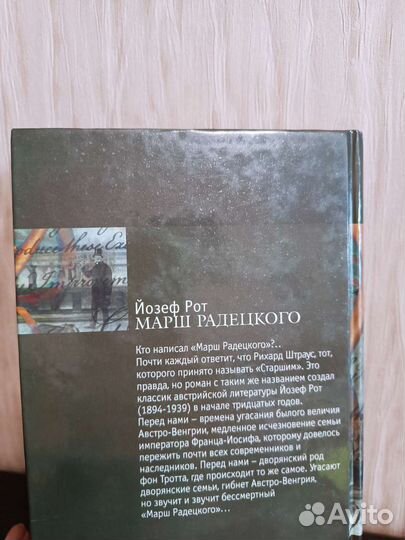 Йозеф Рот
МАРШ РАДЕЦКОГО
Кто написал «Марш Радецкого»?..
Почти каждый ответит, что Рихард Штраус, тот,
которого принято называть «Старшим». Это
правда, но роман с таким же названием создал
классик австрийской литературы Йозеф Рот
(1894-1939) в начале тридцатых годов.
Перед нами – времена угасания былого величия
Австро-Венгрии, медленное исчезновение семьи
императора Франца-Иосифа, которому довелось
пережить почти всех современников и
наследников. Перед нами – дворянский род
фон Тротта, где происходит то же самое. Угасают
дворянские семьи, гибнет Австро-Венгрия,
но звучит и звучит бессмертный
«Марш Радецкого»...
Avito